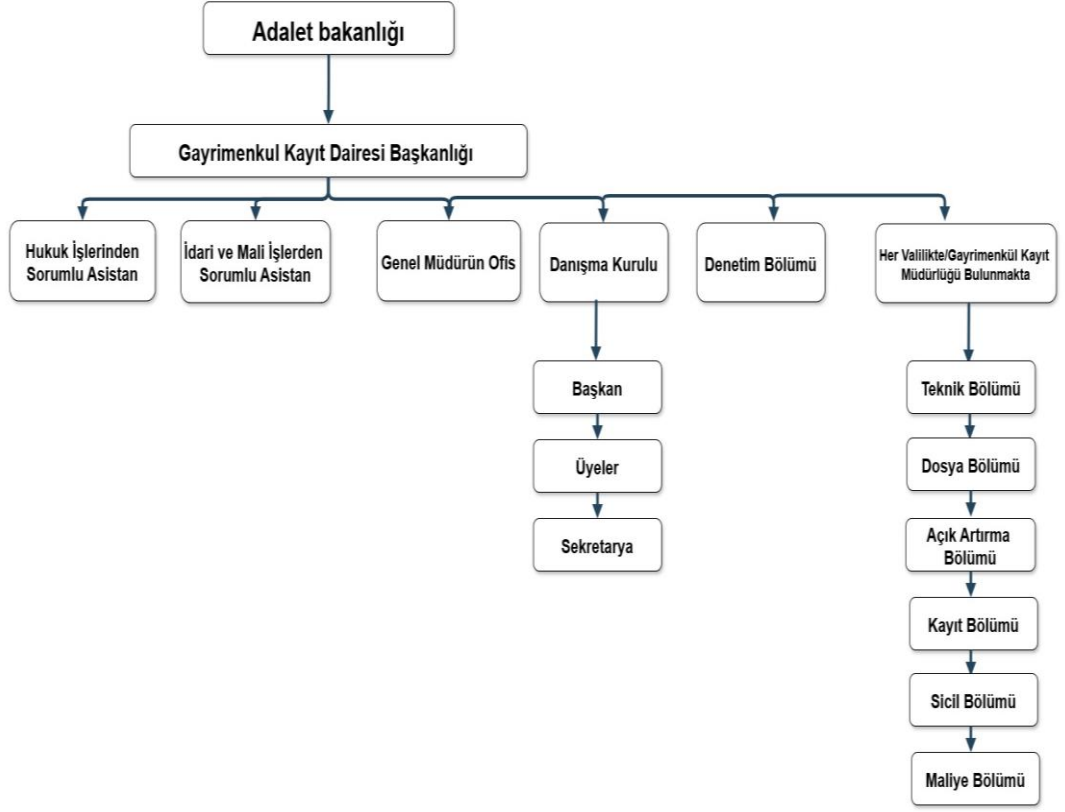 Adalet bakanlığı
Gayrimenkul Kayıt Dairesi Başkanlığı
Hukuk İşlerinden
Sorumlu Asistan
İdari ve Mali İşlerden
Sorumlu Asistan
Genel Müdürün Ofis
Danışma Kurulu
Denetim Bölümü
Her Valilikte/Gayrimenkül Kayıt
Müdürlüğü Bulunmakta
Başkan
Üyeler
Sekretarya
Teknik Bölümü
Dosya Bölümü
Açık Artırma
Bölümü
Kayıt Bölümü
Sicil Bölümü
Maliye Bölümü